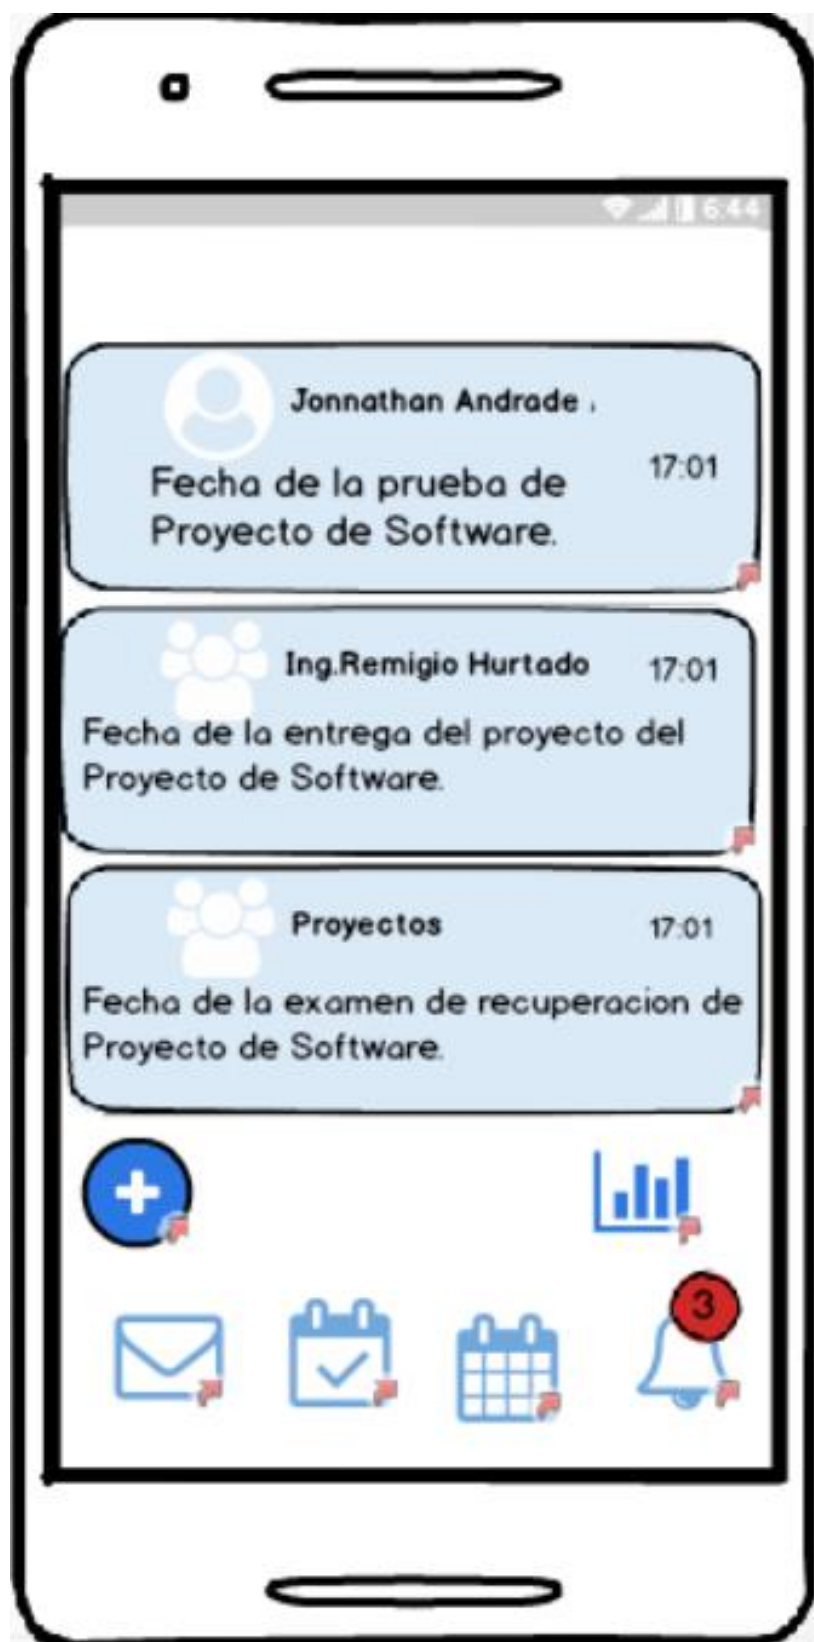 6:44
Jonnathan Andrade
Fecha de la prueba de
17:01
Proyecto de Software.
Ing.Remigio Hurtado 17:01
Fecha de la entrega del proyecto del
Proyecto de Software.
Proyectos 17:01
Fecha de la examen de recuperacion de
Proyecto de Software.
3